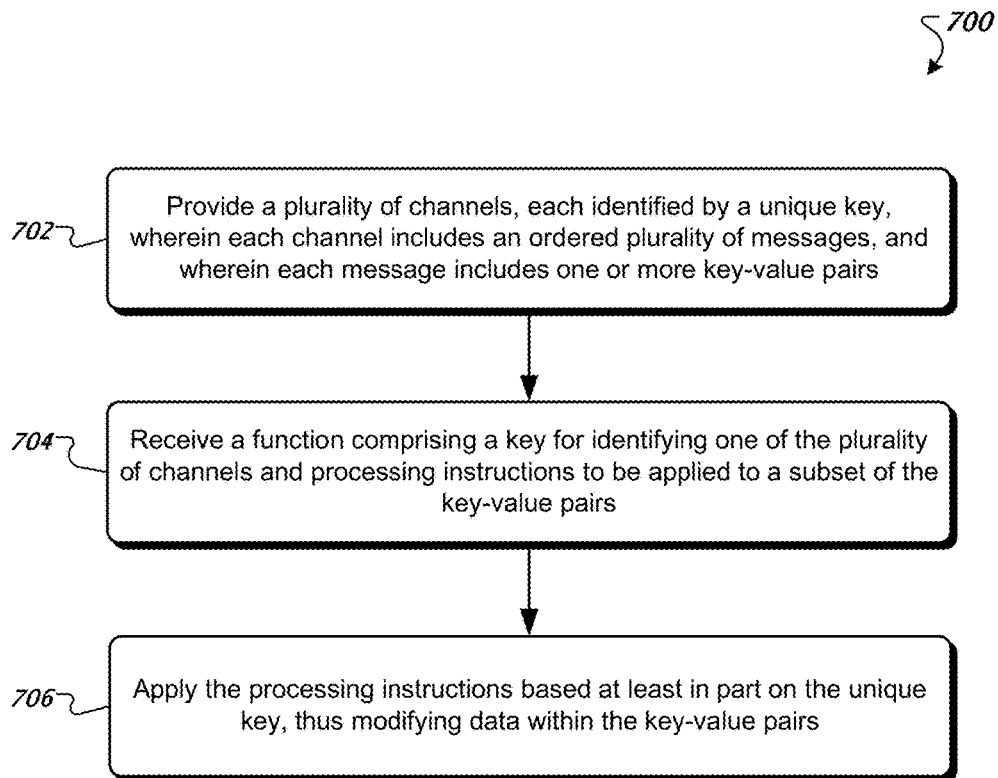 700
702
Provide a plurality of channels, each identified by a unique key,
wherein each channel includes an ordered plurality of messages, and
wherein each message includes one or more key-value pairs
704
Receive a function comprising a key for identifying one of the plurality
of channels and processing instructions to be applied to a subset of the
key-value pairs
706
Apply the processing instructions based at least in part on the unique
key, thus modifying data within the key-value pairs